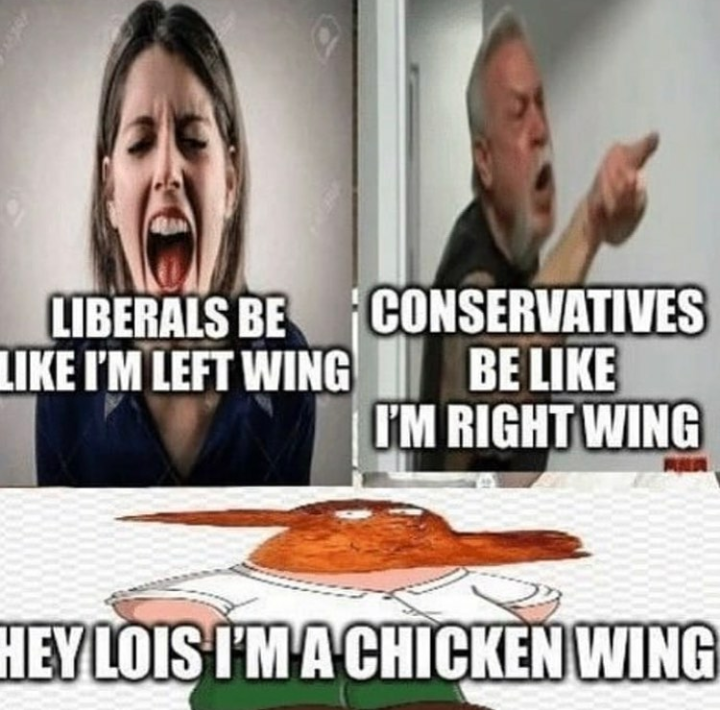 LIBERALS BE
LIKE I'M LEFT WING
CONSERVATIVES
BE LIKE
I'M RIGHT WING
HEY LOIS I'M A CHICKEN WING